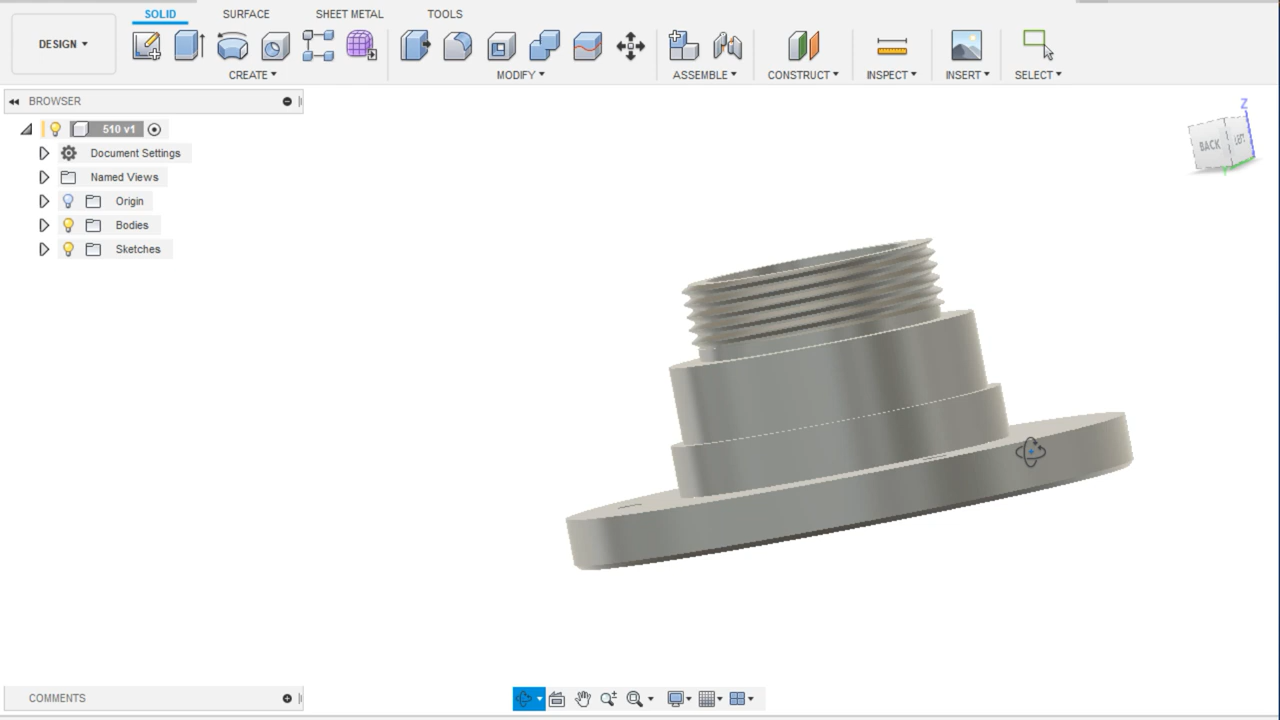 SOLID SURFACE SHEET METAL TOOLS
DESIGN
CREATE MODIFY ASSEMBLE CONSTRUCT INSPECT INSERT SELECT
BROWSER
510 v1
Document Settings
Named Views
Origin
Bodies
Sketches
Z
BACK LEFT
Y
COMMENTS